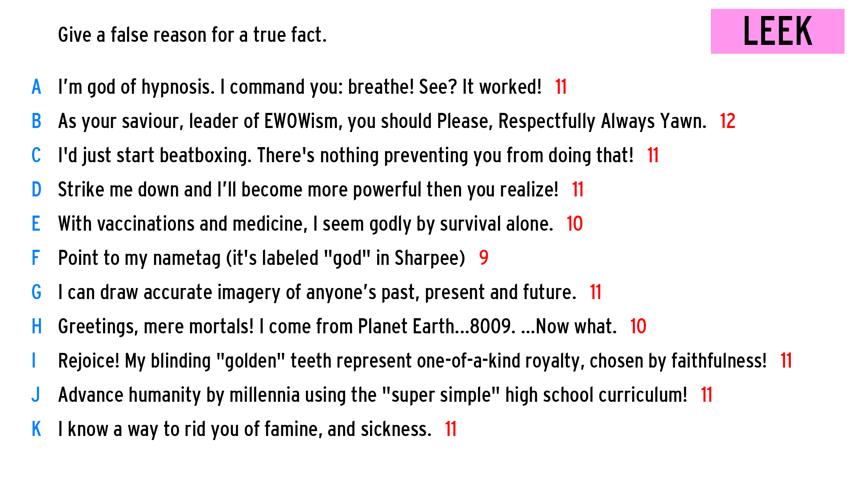 Give a false reason for a true fact.
LEEK
A I'm god of hypnosis. I command you: breathe! See? It worked! 11
B As your saviour, leader of EWOWism, you should Please, Respectfully Always Yawn. 12
C I'd just start beatboxing. There's nothing preventing you from doing that! 11
D Strike me down and I'll become more powerful then you realize! 11
E With vaccinations and medicine, I seem godly by survival alone. 10
F Point to my nametag (it's labeled "god" in Sharpee) 9
G I can draw accurate imagery of anyone's past, present and future. 11
H Greetings, mere mortals! I come from Planet Earth...8009. ...Now what. 10
I Rejoice! My blinding "golden" teeth represent one-of-a-kind royalty, chosen by faithfulness! 11
J Advance humanity by millennia using the "super simple" high school curriculum! 11
K I know a way to rid you of famine, and sickness. 11